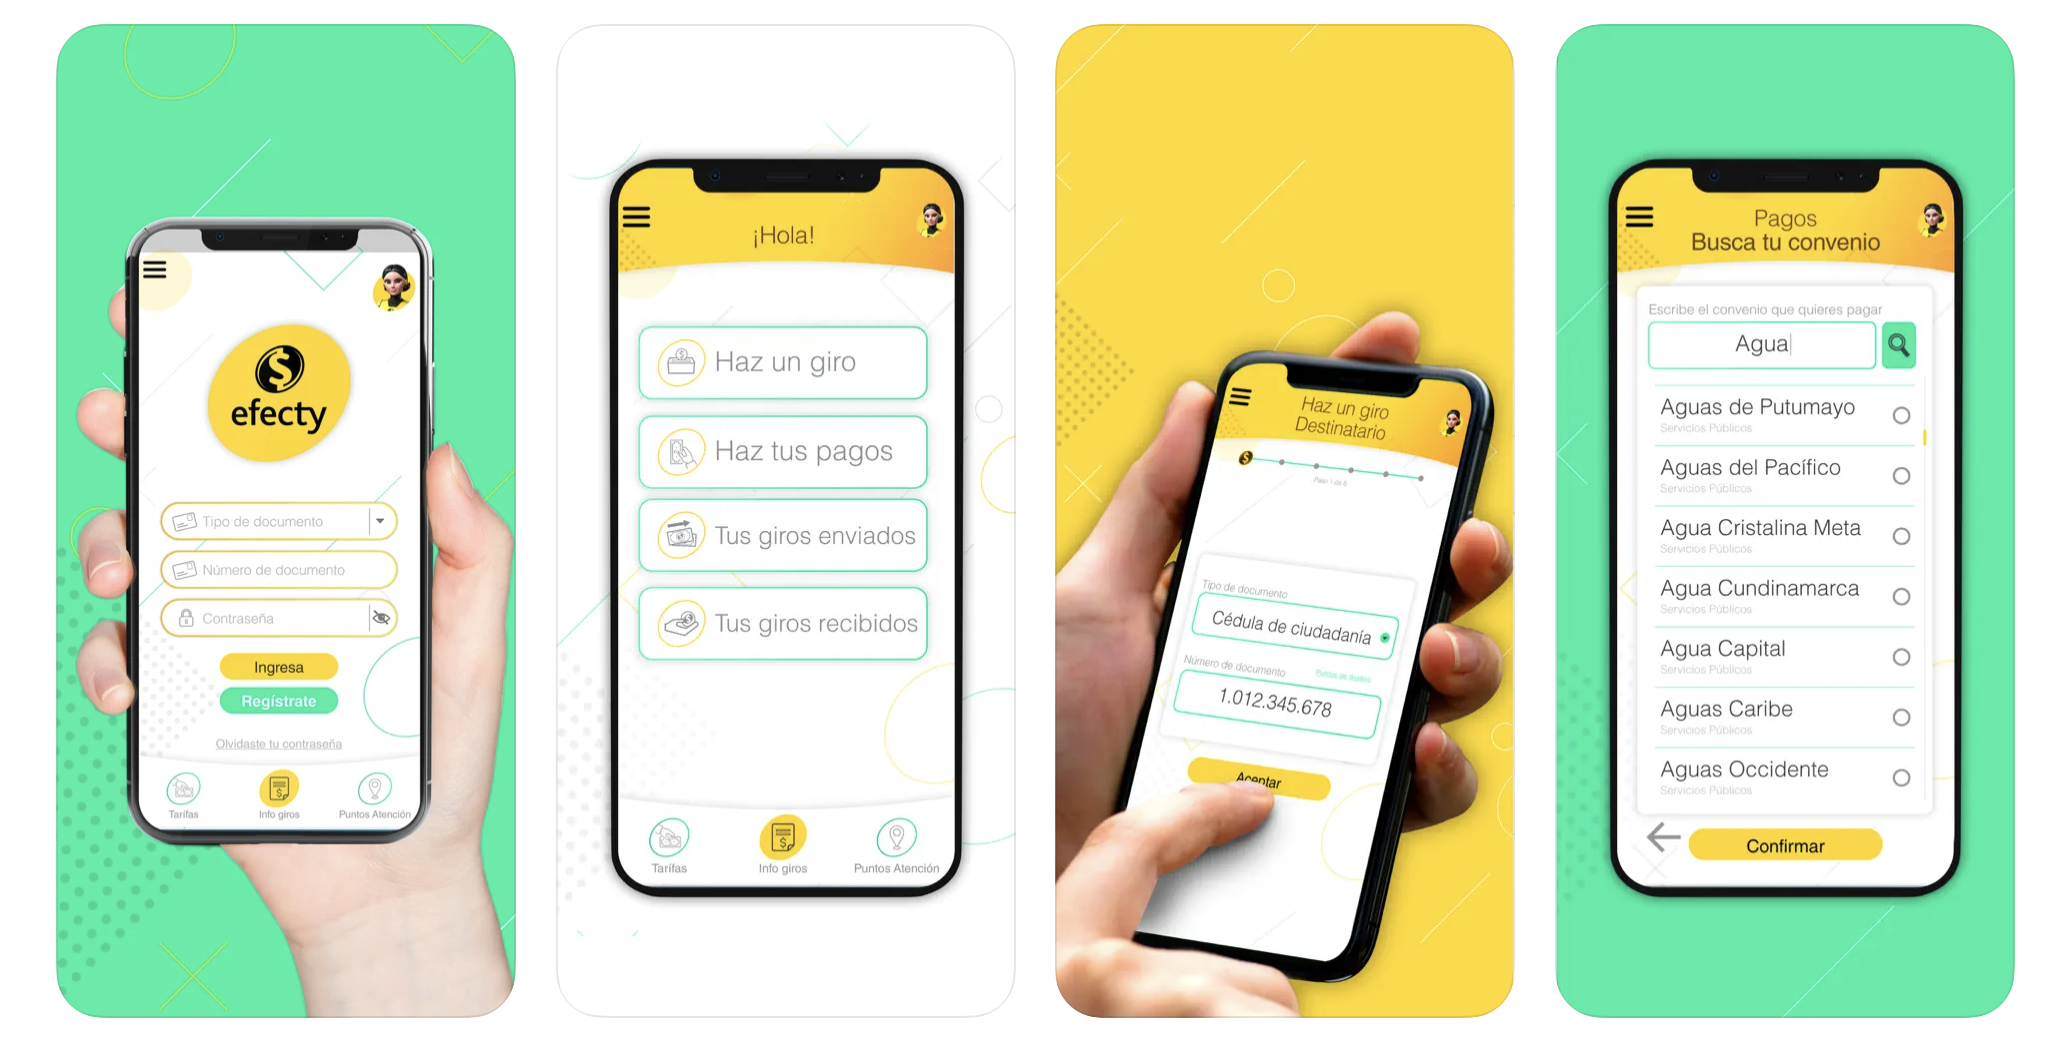 efecty
Tipo de documento
Número de documento
Contraseña
Ingresa
Regístrate
Olvidaste tu contraseña
Tarifas
Info giros
Puntos Atención
¡Hola!
Haz un giro
Haz tus pagos
Tus giros enviados
Tus giros recibidos
Tarifas
Info giros
Puntos Atención
Haz un giro
Destinatario
Paso 1 de 6
Tipo de documento
Cédula de ciudadanía
Número de documento
1.012.345.678
Aceptar
Pagos
Busca tu convenio
Escribe el convenio que quieres pagar
Agua
Aguas de Putumayo
Servicios Públicos
Aguas del Pacífico
Servicios Públicos
Agua Cristalina Meta
Servicios Públicos
Agua Cundinamarca
Servicios Públicos
Agua Capital
Servicios Públicos
Aguas Caribe
Servicios Públicos
Aguas Occidente
Servicios Públicos
Confirmar